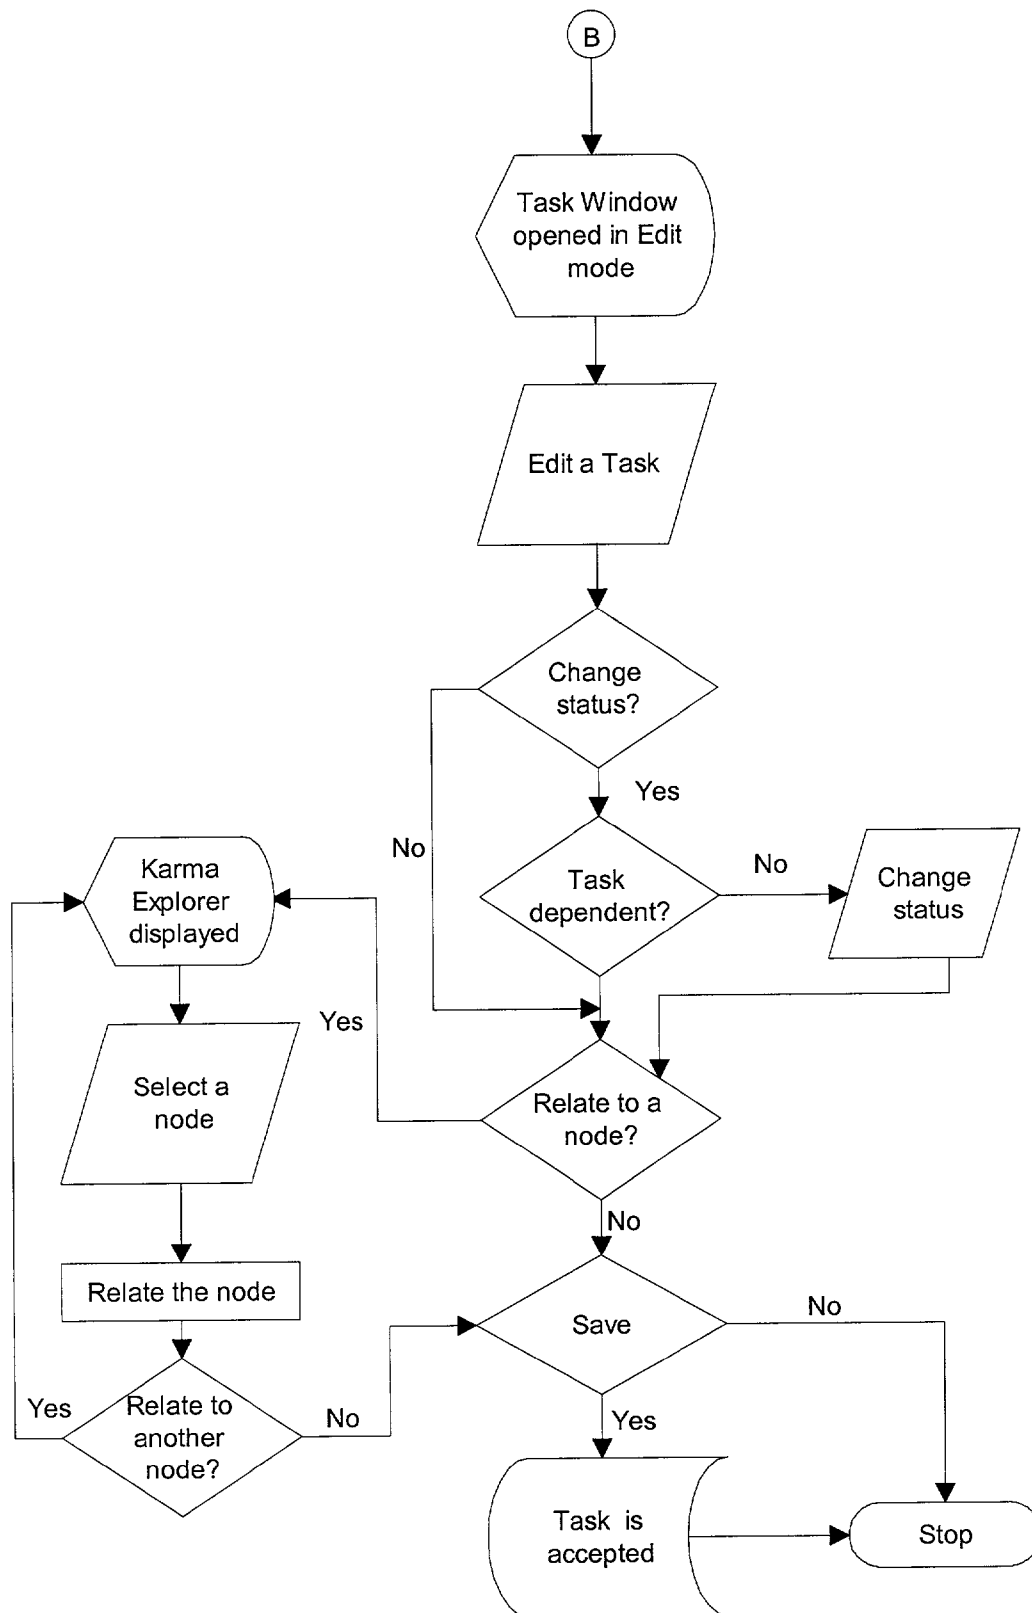 B
Task Window
opened in Edit
mode
Edit a Task
Change
status?
Yes
No
Task
dependent?
No
Change
status
Karma
Explorer
displayed
Yes
Select a
node
Relate to a
node?
No
Relate the node
Save
No
Yes
Relate to
another
node?
No
Yes
Task is
accepted
Stop